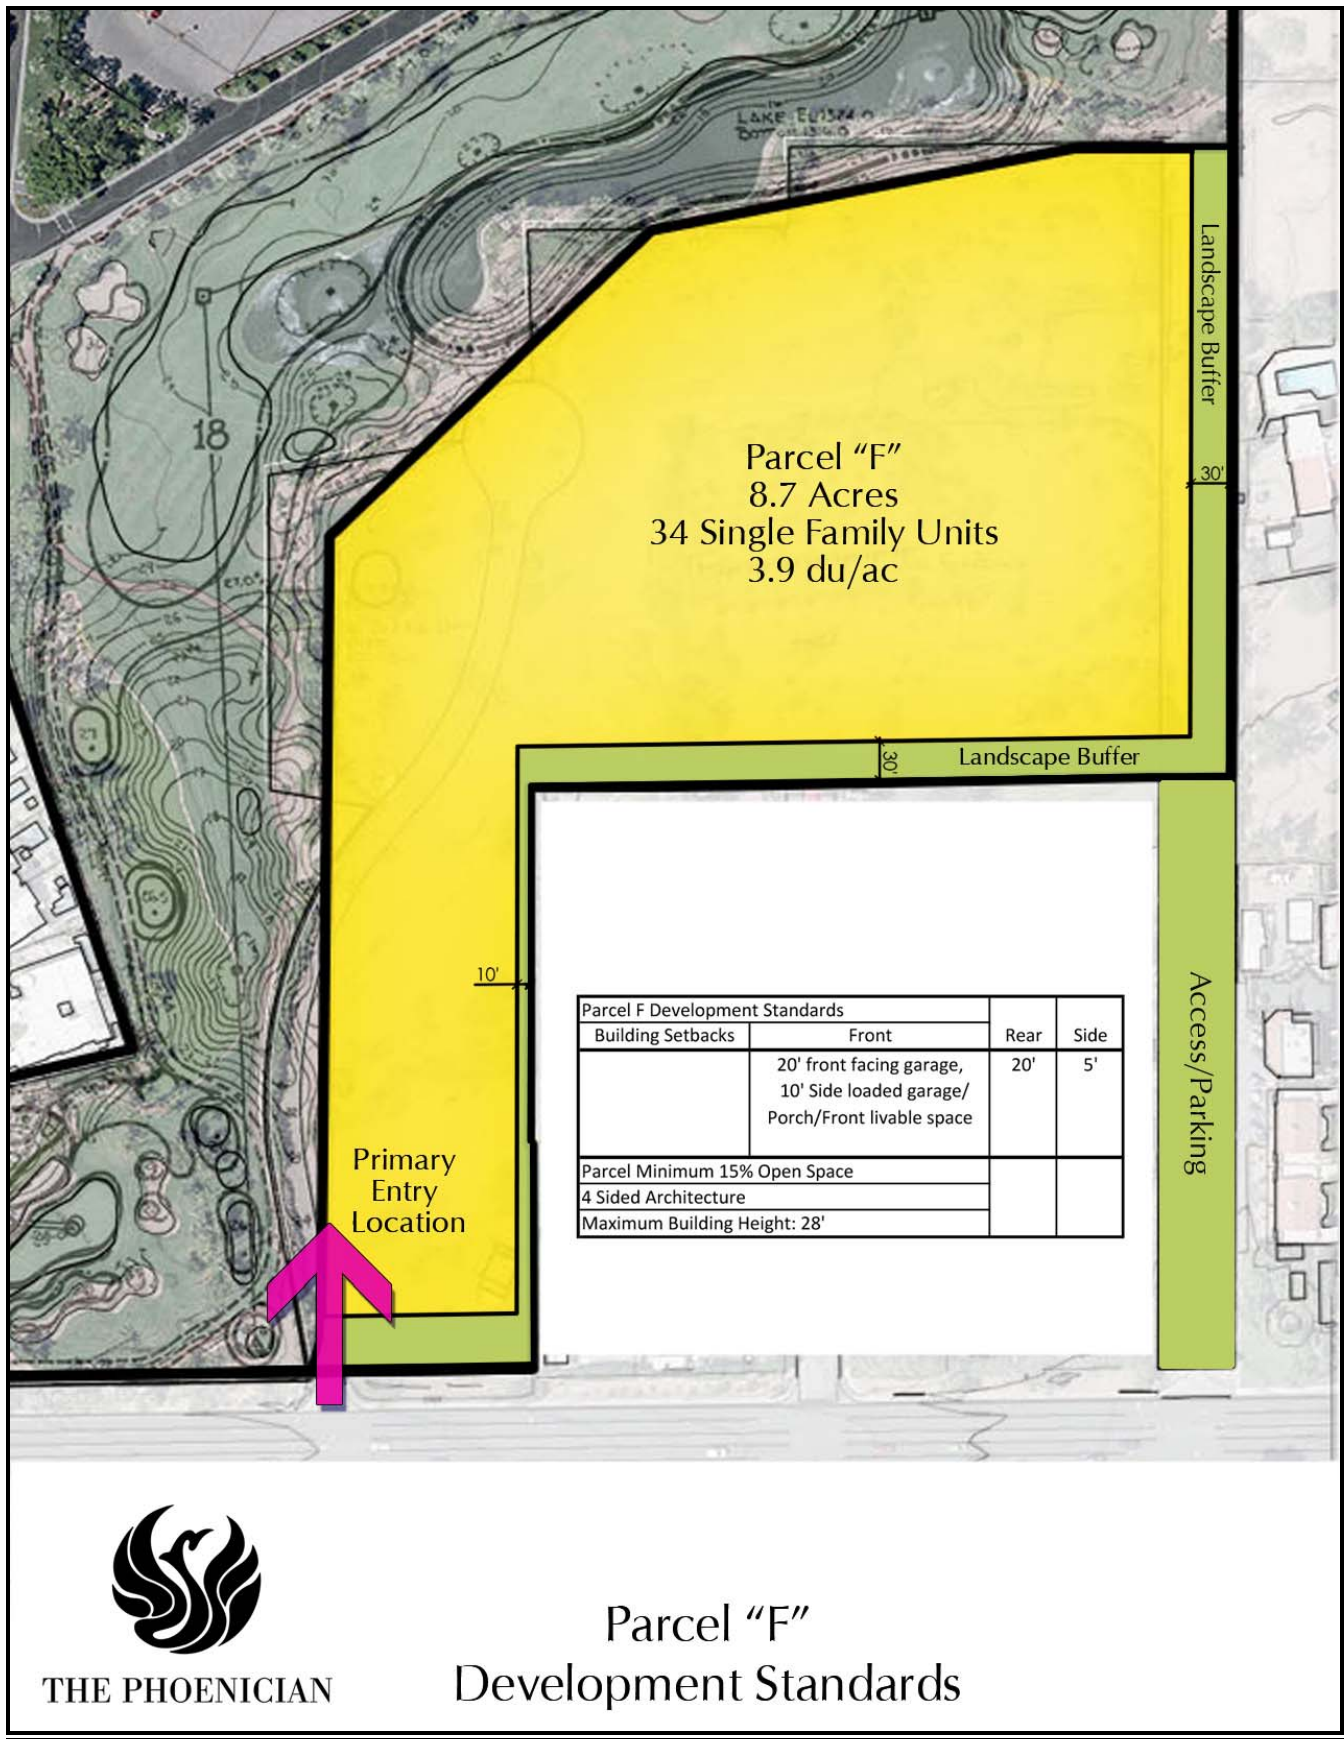 LAKE
18
27
Landscape Buffer
30'
Parcel “F”
8.7 Acres
34 Single Family Units
3.9 du/ac
30'
Landscape Buffer
10'
Parcel F Development Standards
Building Setbacks Front Rear Side
20' front facing garage, 20' 5'
10' Side loaded garage/
Porch/Front livable space
Parcel Minimum 15% Open Space
4 Sided Architecture
Maximum Building Height: 28'
Access/Parking
Primary
Entry
Location
THE PHOENICIAN
Parcel “F”
Development Standards